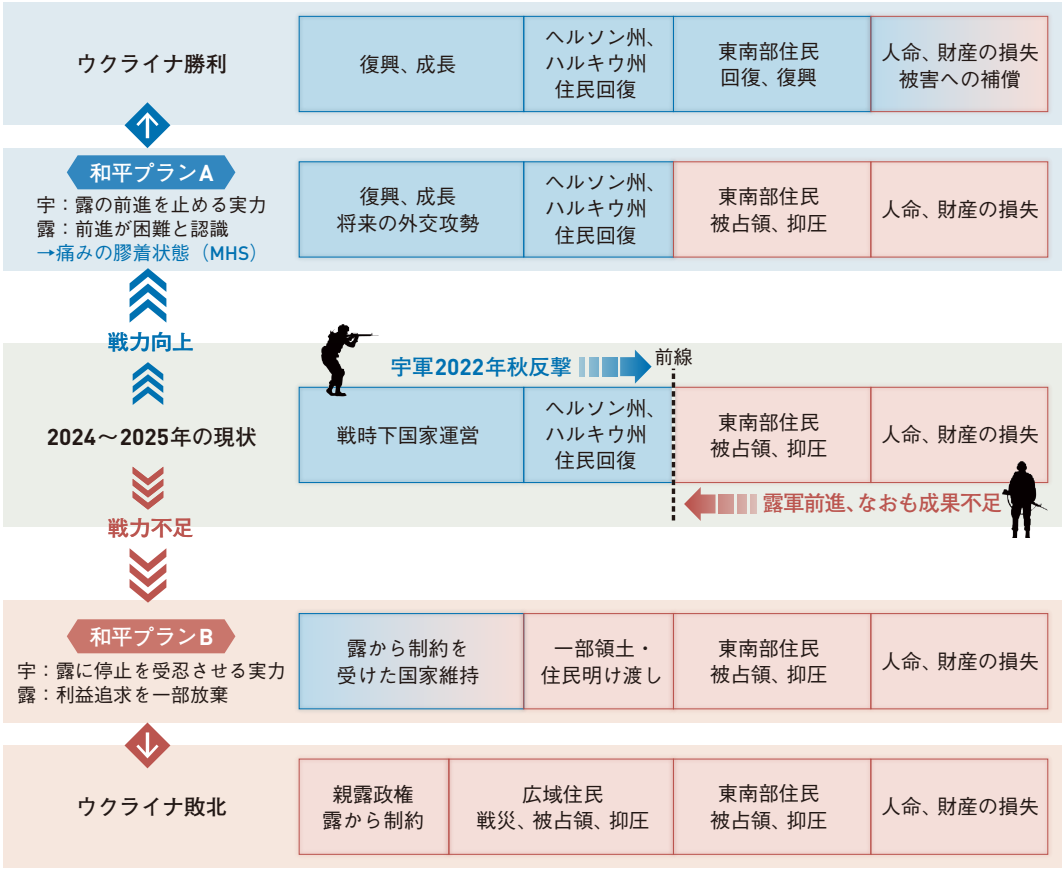 ウクライナ勝利
復興、成長
ヘルソン州、
ハルキウ州
住民回復
東南部住民
回復、復興
人命、財産の損失
被害への補償
和平プランA
宇：露の前進を止める実力
露：前進が困難と認識
→痛みの膠着状態（MHS）
復興、成長
将来の外交攻勢
ヘルソン州、
ハルキウ州
住民回復
東南部住民
被占領、抑圧
人命、財産の損失
戦力向上
宇軍2022年秋反撃
前線
2024～2025年の現状
戦時下国家運営
ヘルソン州、
ハルキウ州
住民回復
東南部住民
被占領、抑圧
人命、財産の損失
露軍前進、なおも成果不足
戦力不足
和平プランB
宇：露に停止を受忍させる実力
露：利益追求を一部放棄
露から制約を
受けた国家維持
一部領土・
住民明け渡し
東南部住民
被占領、抑圧
人命、財産の損失
ウクライナ敗北
親露政権
露から制約
広域住民
戦災、被占領、抑圧
東南部住民
被占領、抑圧
人命、財産の損失